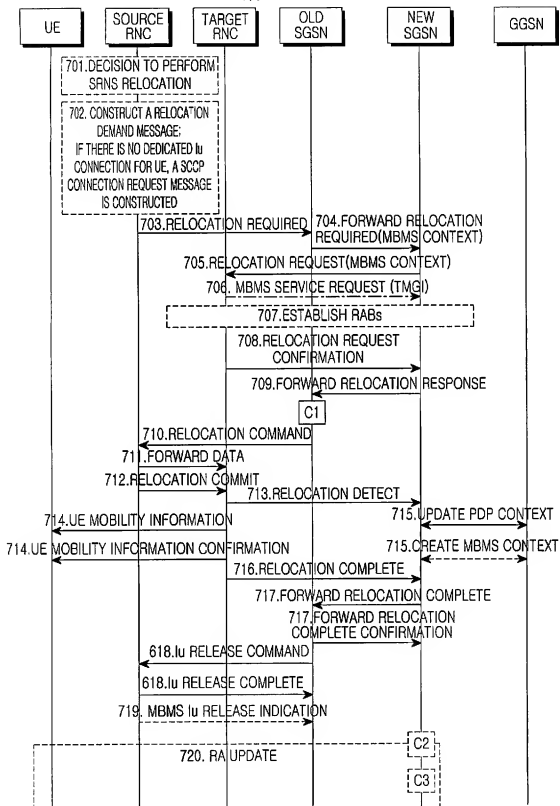 UE
SOURCE
RNC
TARGET
RNC
OLD
SGSN
NEW
SGSN
GGSN
701.DECISION TO PERFORM
SRNS RELOCATION
702. CONSTRUCT A RELOCATION
DEMAND MESSAGE;
IF THERE IS NO DEDICATED Iu
CONNECTION FOR UE, A SCCP
CONNECTION REQUEST MESSAGE
IS CONSTRUCTED
703.RELOCATION REQUIRED
704.FORWARD RELOCATION
REQUIRED(MBMS CONTEXT)
705.RELOCATION REQUEST(MBMS CONTEXT)
706. MBMS SERVICE REQUEST (TMGI)
707.ESTABLISH RABs
708.RELOCATION REQUEST
CONFIRMATION
709.FORWARD RELOCATION RESPONSE
C1
710.RELOCATION COMMAND
711.FORWARD DATA
712.RELOCATION COMMIT
713.RELOCATION DETECT
714.UE MOBILITY INFORMATION
715.UPDATE PDP CONTEXT
714.UE MOBILITY INFORMATION CONFIRMATION
715.CREATE MBMS CONTEXT
716.RELOCATION COMPLETE
717.FORWARD RELOCATION COMPLETE
717.FORWARD RELOCATION
COMPLETE CONFIRMATION
618.Iu RELEASE COMMAND
618.Iu RELEASE COMPLETE
719. MBMS Iu RELEASE INDICATION
720. RA UPDATE
C2
C3